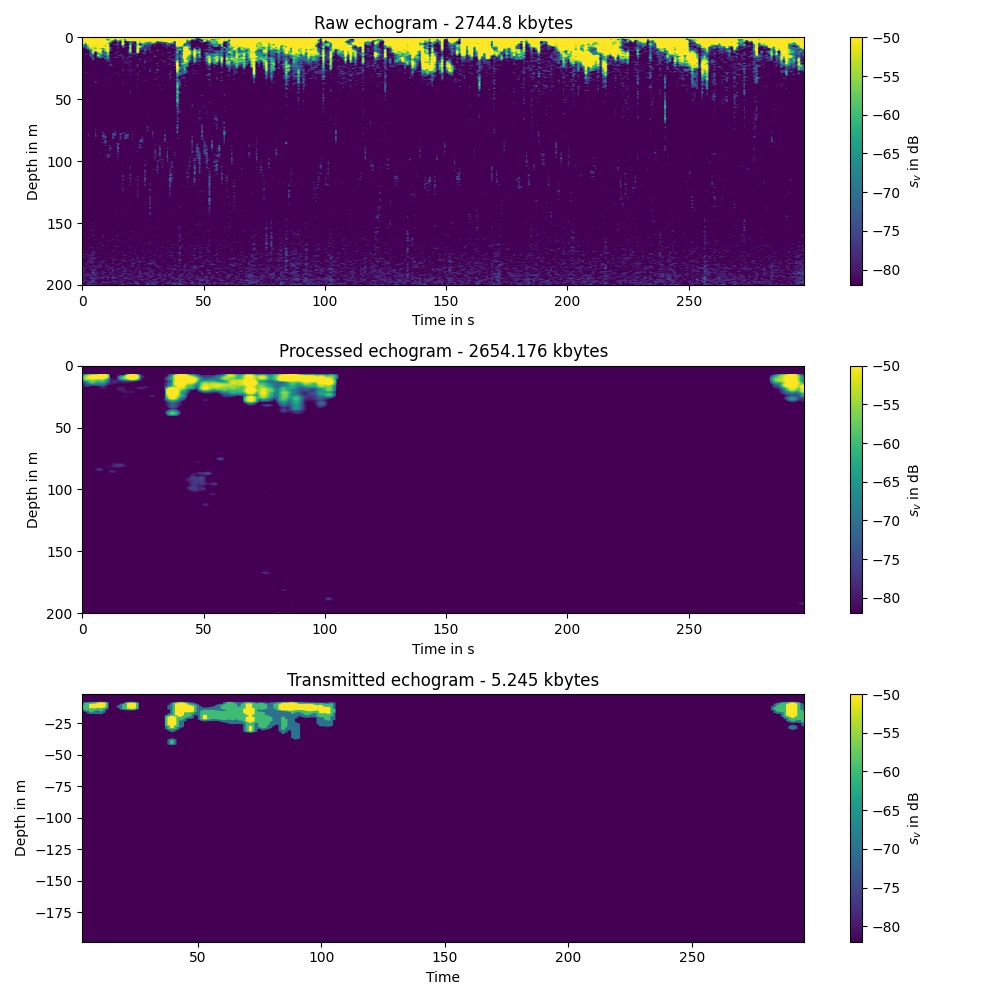 Raw echogram - 2744.8 kbytes
Depth in m
0
50
100
150
200
0 50 100 150 200 250
Time in s
−50
−55
−60
−65
−70
−75
−80
sv in dB
Processed echogram - 2654.176 kbytes
Depth in m
0
50
100
150
200
0 50 100 150 200 250
Time in s
−50
−55
−60
−65
−70
−75
−80
sv in dB
Transmitted echogram - 5.245 kbytes
Depth in m
−25
−50
−75
−100
−125
−150
−175
50 100 150 200 250
Time
−50
−55
−60
−65
−70
−75
−80
sv in dB